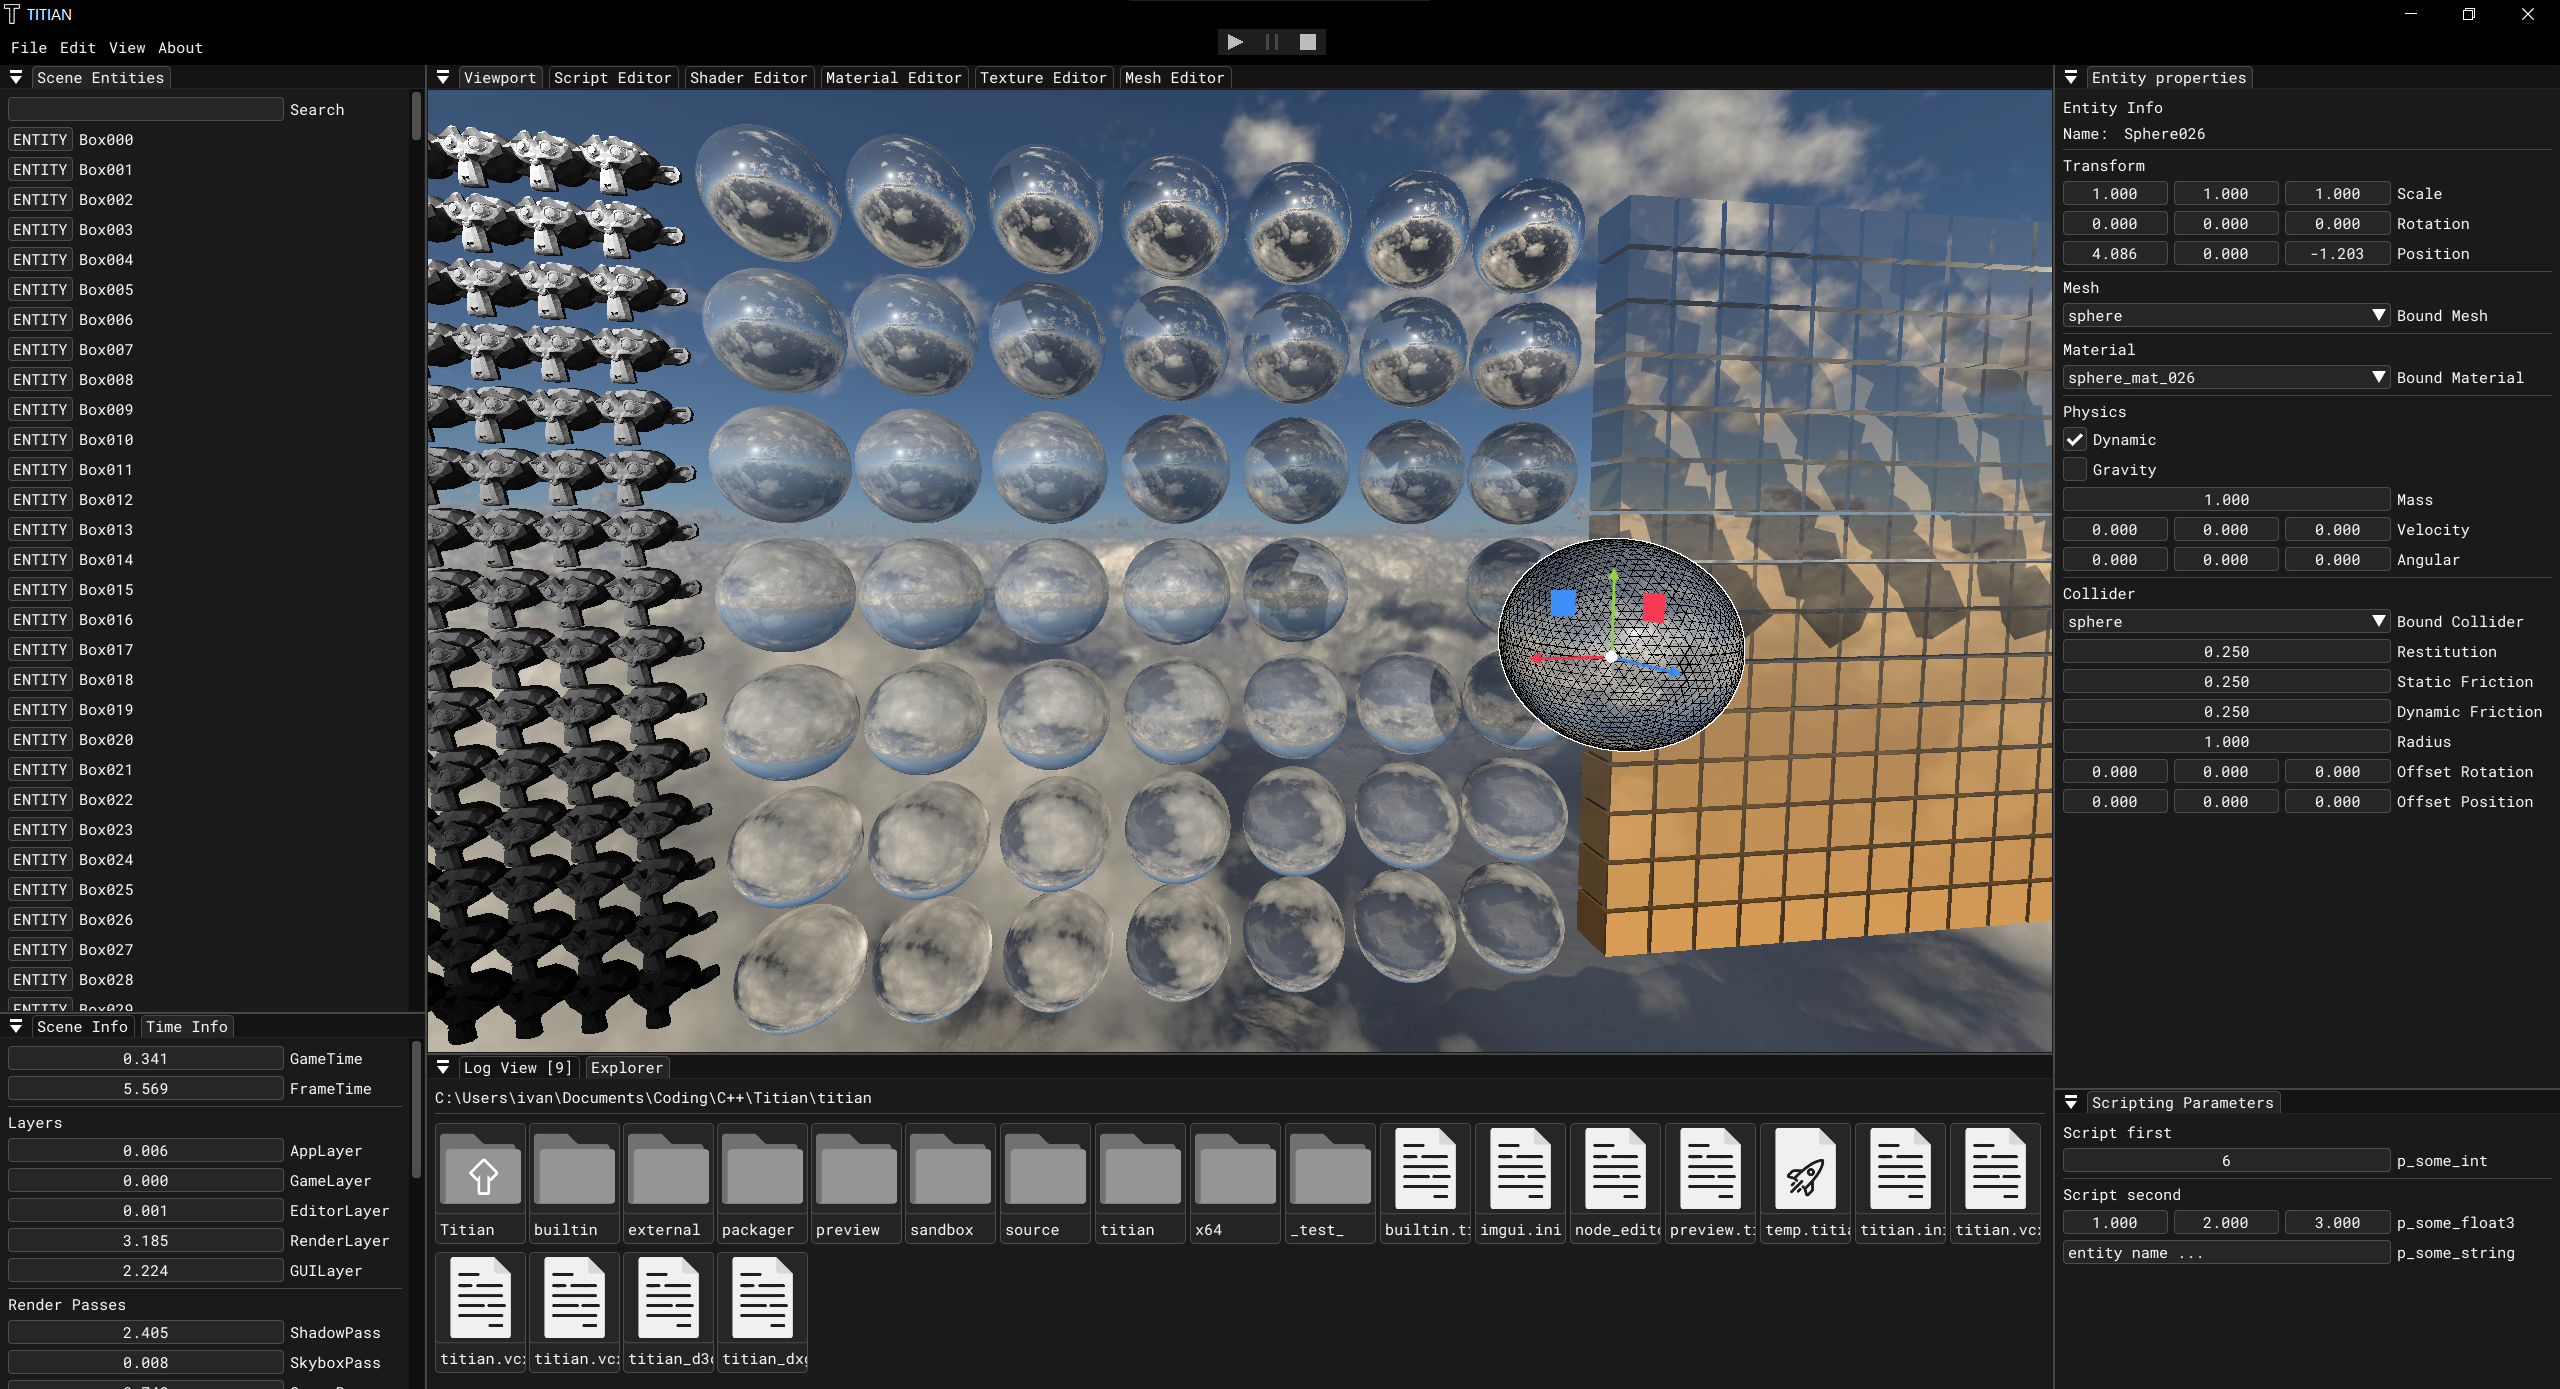 TITIAN
File Edit View About
Scene Entities
Search
ENTITY Box000
ENTITY Box001
ENTITY Box002
ENTITY Box003
ENTITY Box004
ENTITY Box005
ENTITY Box006
ENTITY Box007
ENTITY Box008
ENTITY Box009
ENTITY Box010
ENTITY Box011
ENTITY Box012
ENTITY Box013
ENTITY Box014
ENTITY Box015
ENTITY Box016
ENTITY Box017
ENTITY Box018
ENTITY Box019
ENTITY Box020
ENTITY Box021
ENTITY Box022
ENTITY Box023
ENTITY Box024
ENTITY Box025
ENTITY Box026
ENTITY Box027
ENTITY Box028
ENTITY Box029
Scene Info Time Info
0.341 GameTime
5.569 FrameTime
Layers
0.006 AppLayer
0.000 GameLayer
0.001 EditorLayer
3.185 RenderLayer
2.224 GUILayer
Render Passes
2.405 ShadowPass
0.008 SkyboxPass
Viewport Script Editor Shader Editor Material Editor Texture Editor Mesh Editor
Log View [9] Explorer
C:\Users\ivan\Documents\Coding\C++\Titian\titian
Titian builtin external packager preview sandbox source titian x64 _test_ builtin.ti imgui.ini node_edito preview.ti temp.titia titian.ini titian.vcx
titian.vcx titian.vcx titian_d3d titian_dxg
Entity properties
Entity Info
Name: Sphere026
Transform
1.000 1.000 1.000 Scale
0.000 0.000 0.000 Rotation
4.086 0.000 -1.203 Position
Mesh
sphere Bound Mesh
Material
sphere_mat_026 Bound Material
Physics
Dynamic
Gravity
1.000 Mass
0.000 0.000 0.000 Velocity
0.000 0.000 0.000 Angular
Collider
sphere Bound Collider
0.250 Restitution
0.250 Static Friction
0.250 Dynamic Friction
1.000 Radius
0.000 0.000 0.000 Offset Rotation
0.000 0.000 0.000 Offset Position
Scripting Parameters
Script first
6 p_some_int
Script second
1.000 2.000 3.000 p_some_float3
entity name ... p_some_string